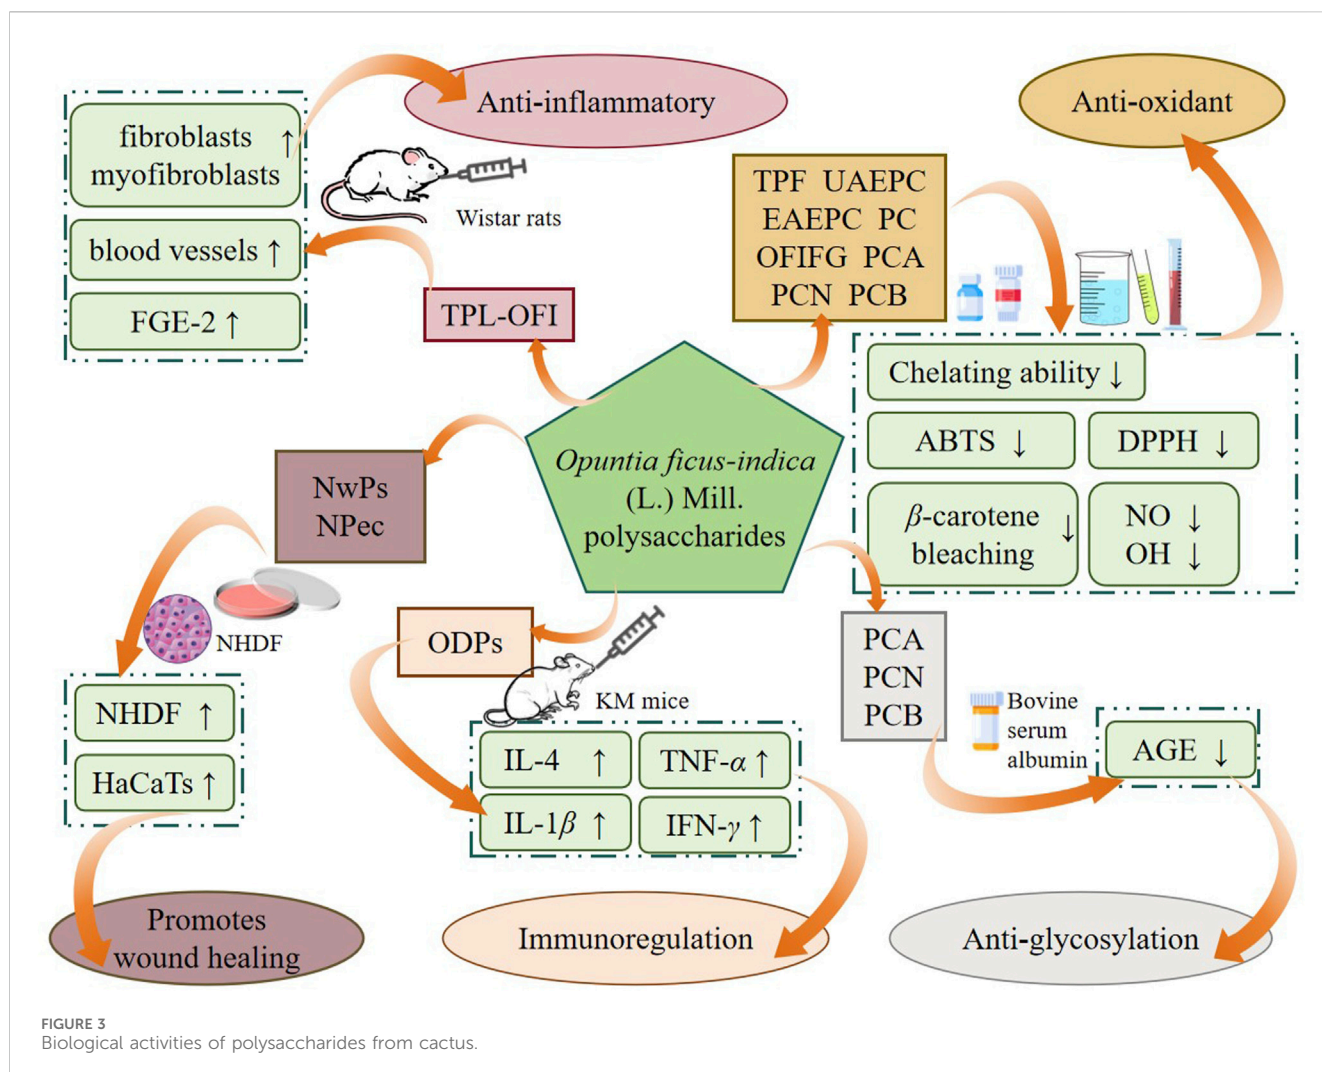 Anti-inflammatory
Anti-oxidant
fibroblasts ↑
myofibroblasts
blood vessels ↑
FGE-2 ↑
Wistar rats
TPL-OFI
TPF UAEPC
EAEPC PC
OFIFG PCA
PCN PCB
Chelating ability ↓
ABTS ↓
DPPH ↓
β-carotene ↓
bleaching
NO ↓
OH ↓
Opuntia ficus-indica
(L.) Mill.
polysaccharides
NwPs
NPec
NHDF
NHDF ↑
HaCaTs ↑
Promotes
wound healing
ODPs
KM mice
IL-4 ↑
TNF-α ↑
IL-1β ↑
IFN-γ ↑
Immunoregulation
PCA
PCN
PCB
Bovine
serum
albumin
AGE ↓
Anti-glycosylation
FIGURE 3
Biological activities of polysaccharides from cactus.